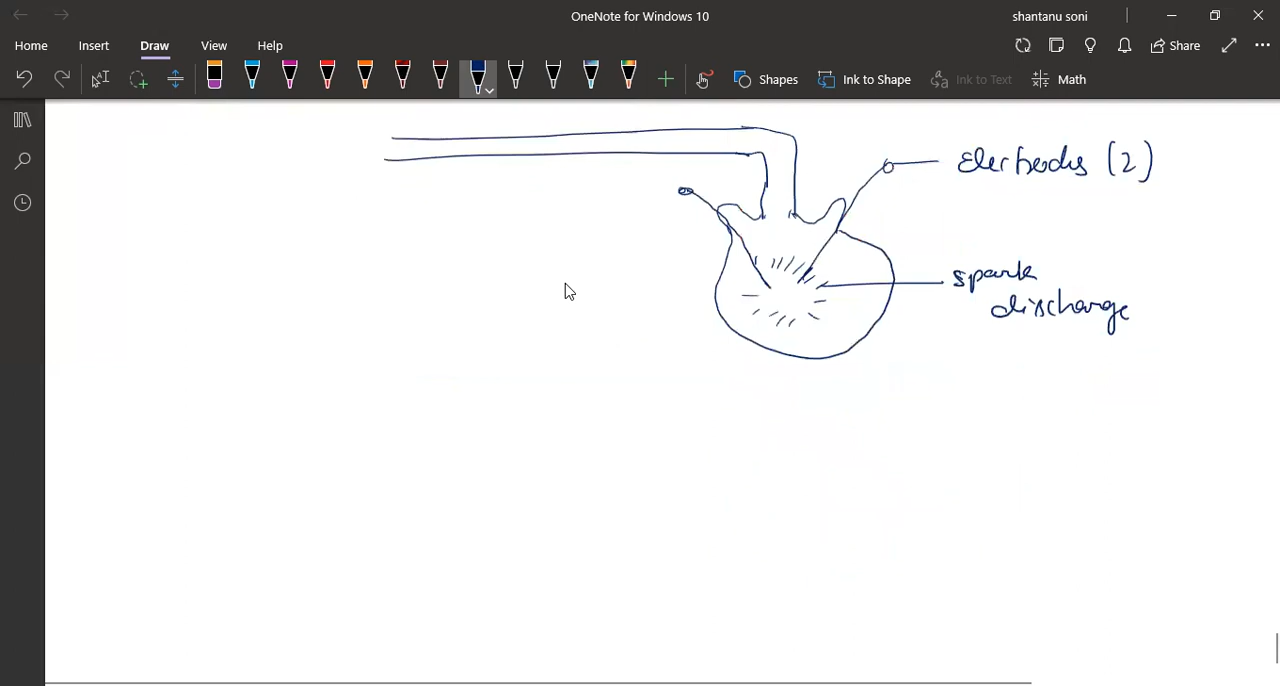 OneNote for Windows 10
shantanu soni
Home Insert Draw View Help
Share
Shapes Ink to Shape Ink to Text Math
Electrodes (2)
spark
discharge